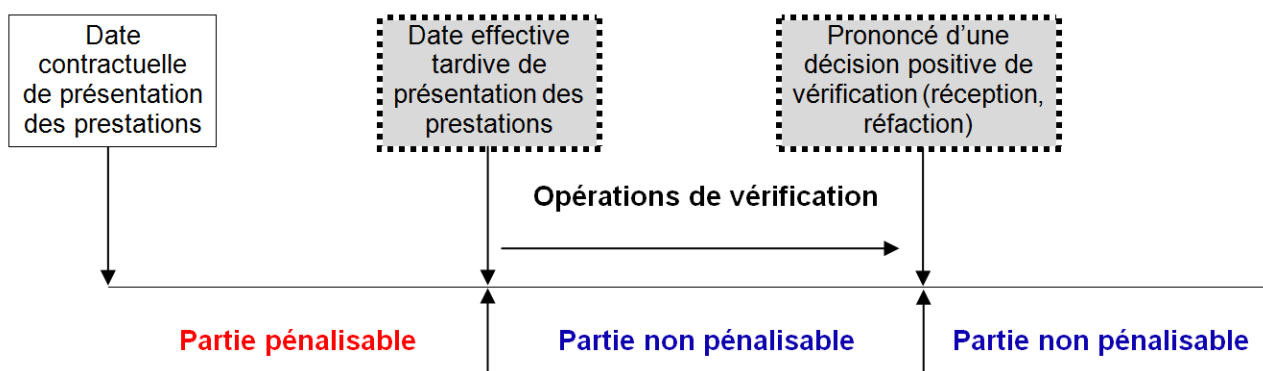 Date
contractuelle
de présentation
des prestations
Date effective
tardive de
présentation des
prestations
Prononcé d'une
décision positive de
vérification (réception,
réfaction)
Opérations de vérification
Partie pénalisable
Partie non pénalisable
Partie non pénalisable